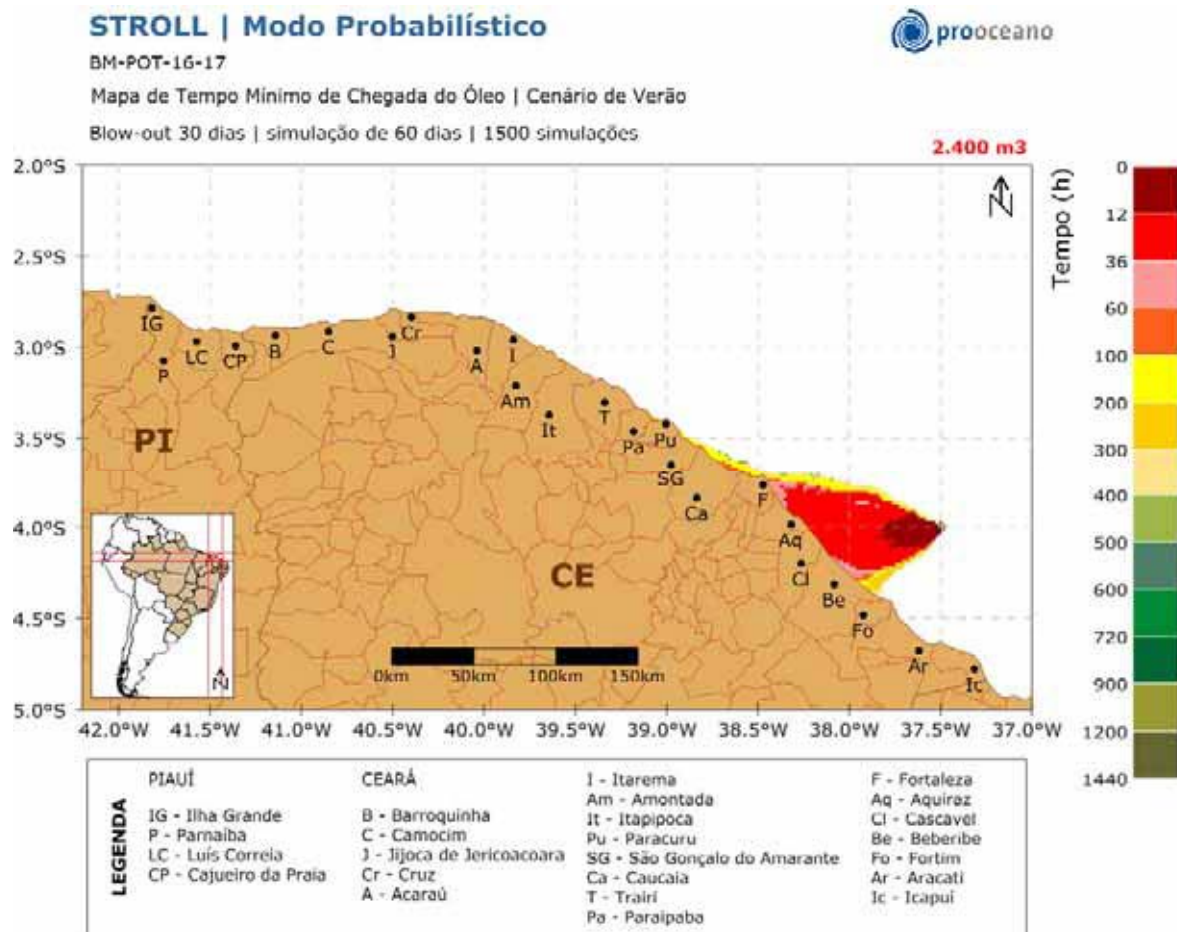 STROLL | Modo Probabilístico
prooceano
BM-POT-16-17
Mapa de Tempo Mínimo de Chegada do Óleo | Cenário de Verão
Blow-out 30 dias | simulação de 60 dias | 1500 simulações
2.400 m3
2.0°S
2.5°S
3.0°S
3.5°S
4.0°S
4.5°S
5.0°S
N
IG
P
LC
CP
B
C
J
Cr
A
I
Am
It
T
Pa
Pu
SG
Ca
F
Aq
Cl
Be
Fo
Ar
Ic
PI
CE
N
0km 50km 100km 150km
42.0°W 41.5°W 41.0°W 40.5°W 40.0°W 39.5°W 39.0°W 38.5°W 38.0°W 37.5°W 37.0°W
Tempo (h)
0
12
36
60
100
200
300
400
500
600
720
900
1200
1440
LEGENDA
PIAUÍ
IG - Ilha Grande
P - Parnaíba
LC - Luís Correia
CP - Cajueiro da Praia
CEARÁ
B - Barroquinha
C - Camocim
J - Jijoca de Jericoacoara
Cr - Cruz
A - Acaraú
I - Itarema
Am - Amontada
It - Itapipoca
Pu - Paracuru
SG - São Gonçalo do Amarante
Ca - Caucaia
T - Trairi
Pa - Paraipaba
F - Fortaleza
Aq - Aquiraz
Cl - Cascavel
Be - Beberibe
Fo - Fortim
Ar - Aracati
Ic - Icapuí